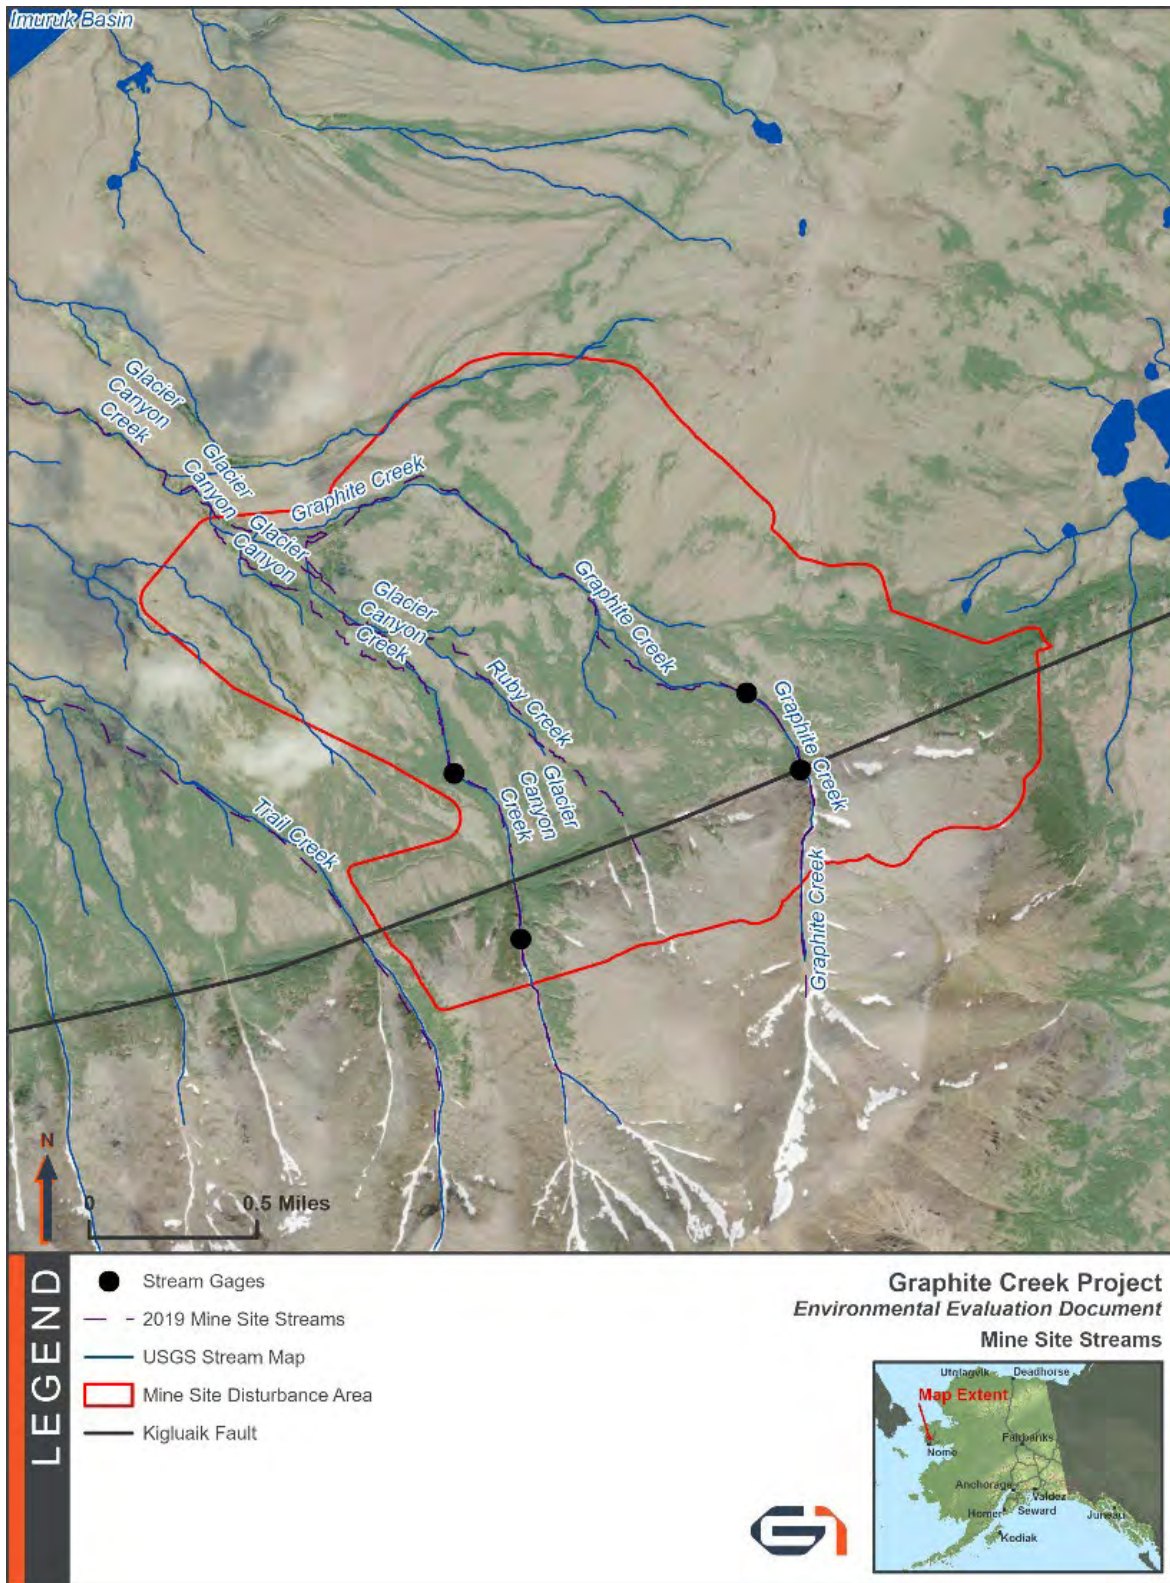 Imuruk Basin
Glacier
Canyon
Creek
Glacier
Canyon
Graphite Creek
Glacier
Canyon
Graphite Creek
Glacier
Canyon
Creek
Ruby Creek
Graphite Creek
Glacier
Canyon
Creek
Trail Creek
Graphite Creek
N
0
0.5 Miles
LEGEND
Stream Gages
2019 Mine Site Streams
USGS Stream Map
Mine Site Disturbance Area
Kigluaik Fault
Graphite Creek Project
Environmental Evaluation Document
Mine Site Streams
Utqiagvik
Deadhorse
Map Extent
Nome
Fairbanks
Anchorage
Valdez
Homer
Seward
Juneau
Kodiak
G1